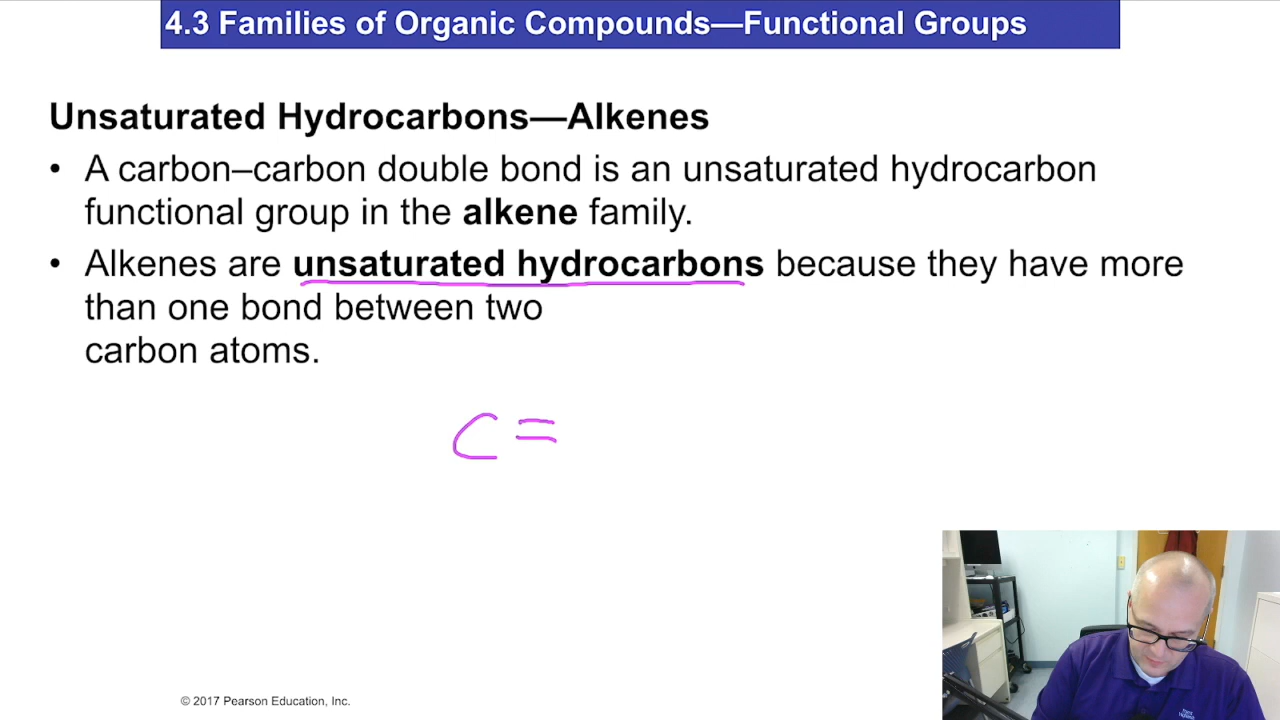 4.3 Families of Organic Compounds—Functional Groups
Unsaturated Hydrocarbons—Alkenes
• A carbon–carbon double bond is an unsaturated hydrocarbon
functional group in the alkene family.
• Alkenes are unsaturated hydrocarbons because they have more
than one bond between two
carbon atoms.
C =
© 2017 Pearson Education, Inc.